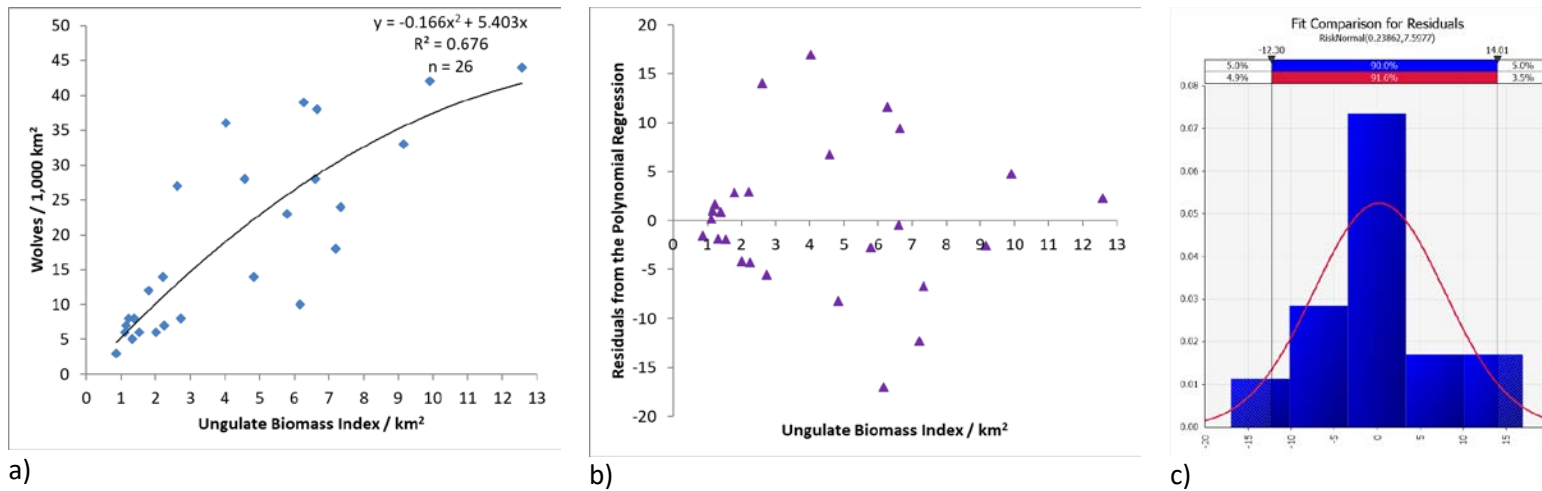 y = -0.166x² + 5.403x
R² = 0.676
n = 26
50
45
40
35
30
25
20
15
10
5
0
Wolves / 1,000 km²
0 1 2 3 4 5 6 7 8 9 10 11 12 13
Ungulate Biomass Index / km²
a)
20
15
10
5
0
-5
-10
-15
-20
Residuals from the Polynomial Regression
0 1 2 3 4 5 6 7 8 9 10 11 12 13
Ungulate Biomass Index / km²
b)
Fit Comparison for Residuals
RiskNormal(0.23862,7.5977)
-12.30 14.01
5.0% 90.0% 5.0%
4.9% 91.6% 3.5%
0.08
0.07
0.06
0.05
0.04
0.03
0.02
0.01
0.00
-20 -15 -10 -5 0 5 10 15
c)